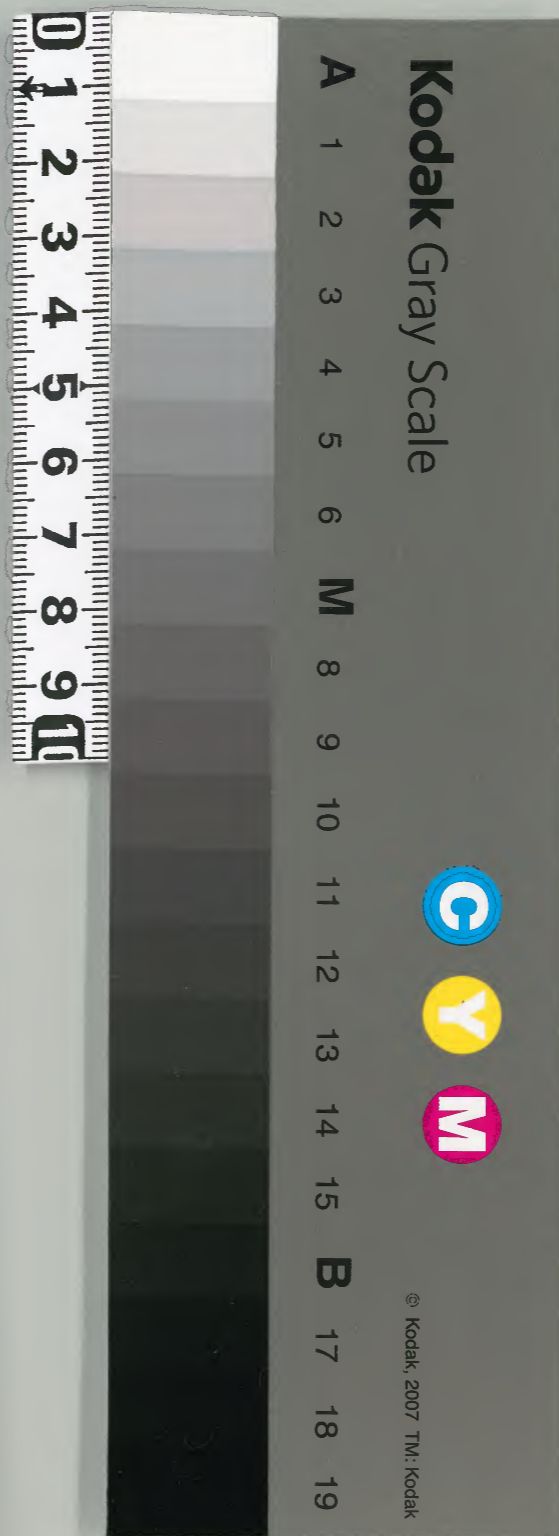 Kodak Gray Scale
C Y M
© Kodak, 2007 TM: Kodak
A 1 2 3 4 5 6 M 8 9 10 11 12 13 14 15 B 17 18 19
0 1 2 3 4 5 6 7 8 9 10